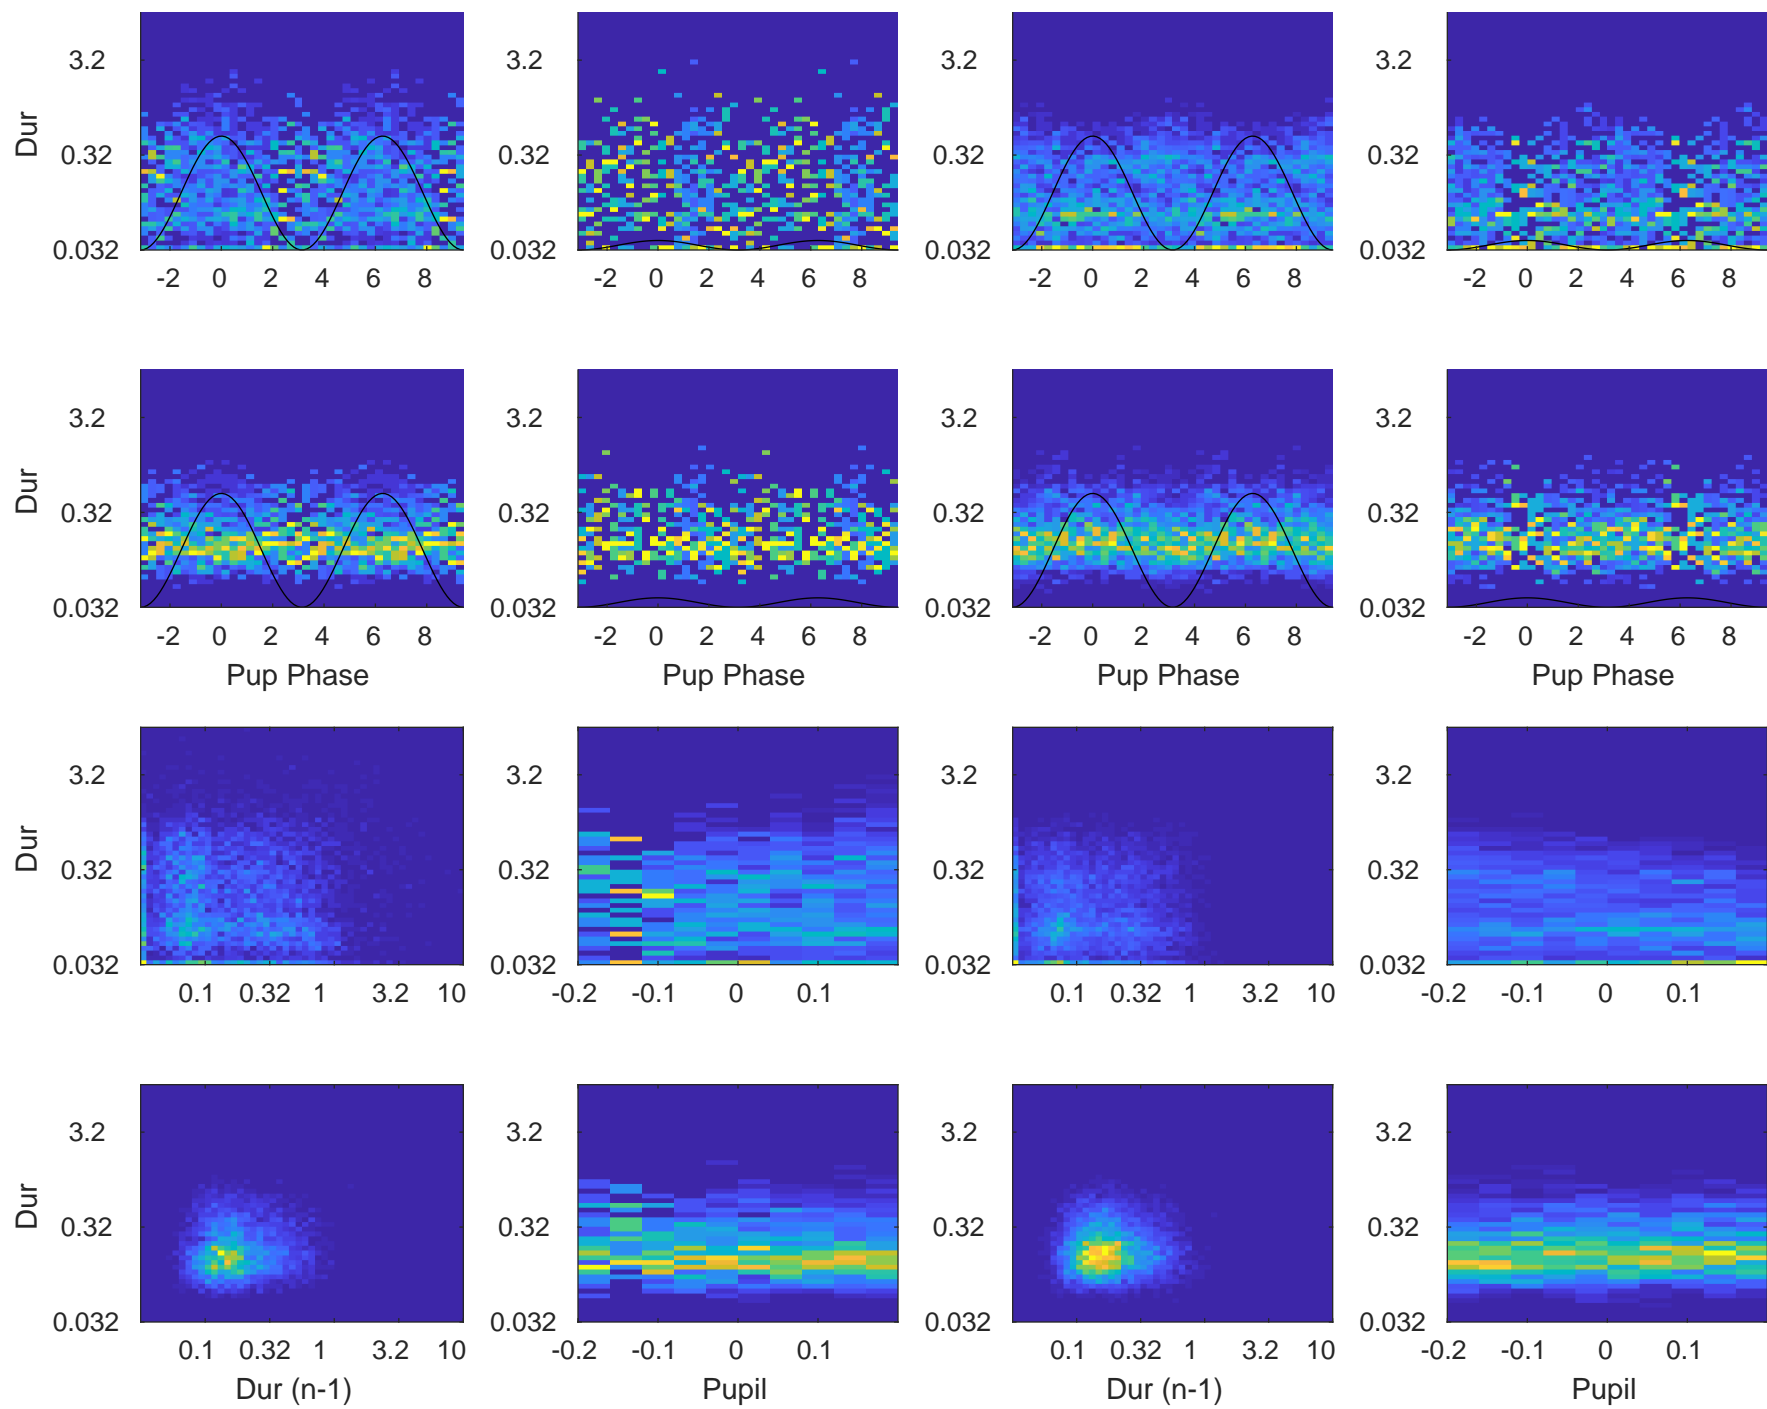 3.2 3.2 3.2 3.2
Dur
0.32 0.32 0.32 0.32
0.032 0.032 0.032 0.032
-2 0 2 4 6 8 -2 0 2 4 6 8 -2 0 2 4 6 8 -2 0 2 4 6 8
3.2 3.2 3.2 3.2
Dur
0.32 0.32 0.32 0.32
0.032 0.032 0.032 0.032
-2 0 2 4 6 8 -2 0 2 4 6 8 -2 0 2 4 6 8 -2 0 2 4 6 8
Pup Phase Pup Phase Pup Phase Pup Phase
3.2 3.2 3.2 3.2
Dur
0.32 0.32 0.32 0.32
0.032 0.032 0.032 0.032
0.1 0.32 1 3.2 10 -0.2 -0.1 0 0.1 0.1 0.32 1 3.2 10 -0.2 -0.1 0 0.1
3.2 3.2 3.2 3.2
Dur
0.32 0.32 0.32 0.32
0.032 0.032 0.032 0.032
0.1 0.32 1 3.2 10 -0.2 -0.1 0 0.1 0.1 0.32 1 3.2 10 -0.2 -0.1 0 0.1
Dur (n-1) Pupil Dur (n-1) Pupil